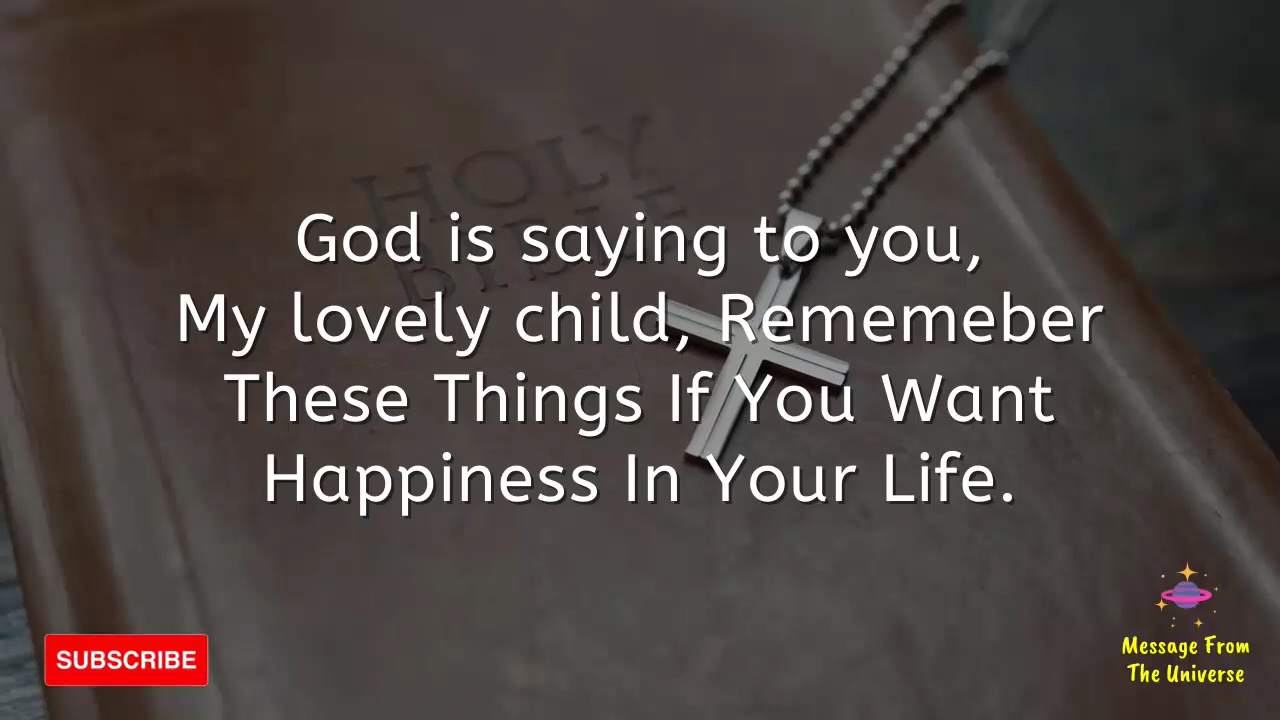 HOLY
BIBLE
God is saying to you,
My lovely child, Rememeber
These Things If You Want
Happiness In Your Life.
SUBSCRIBE
Message From
The Universe